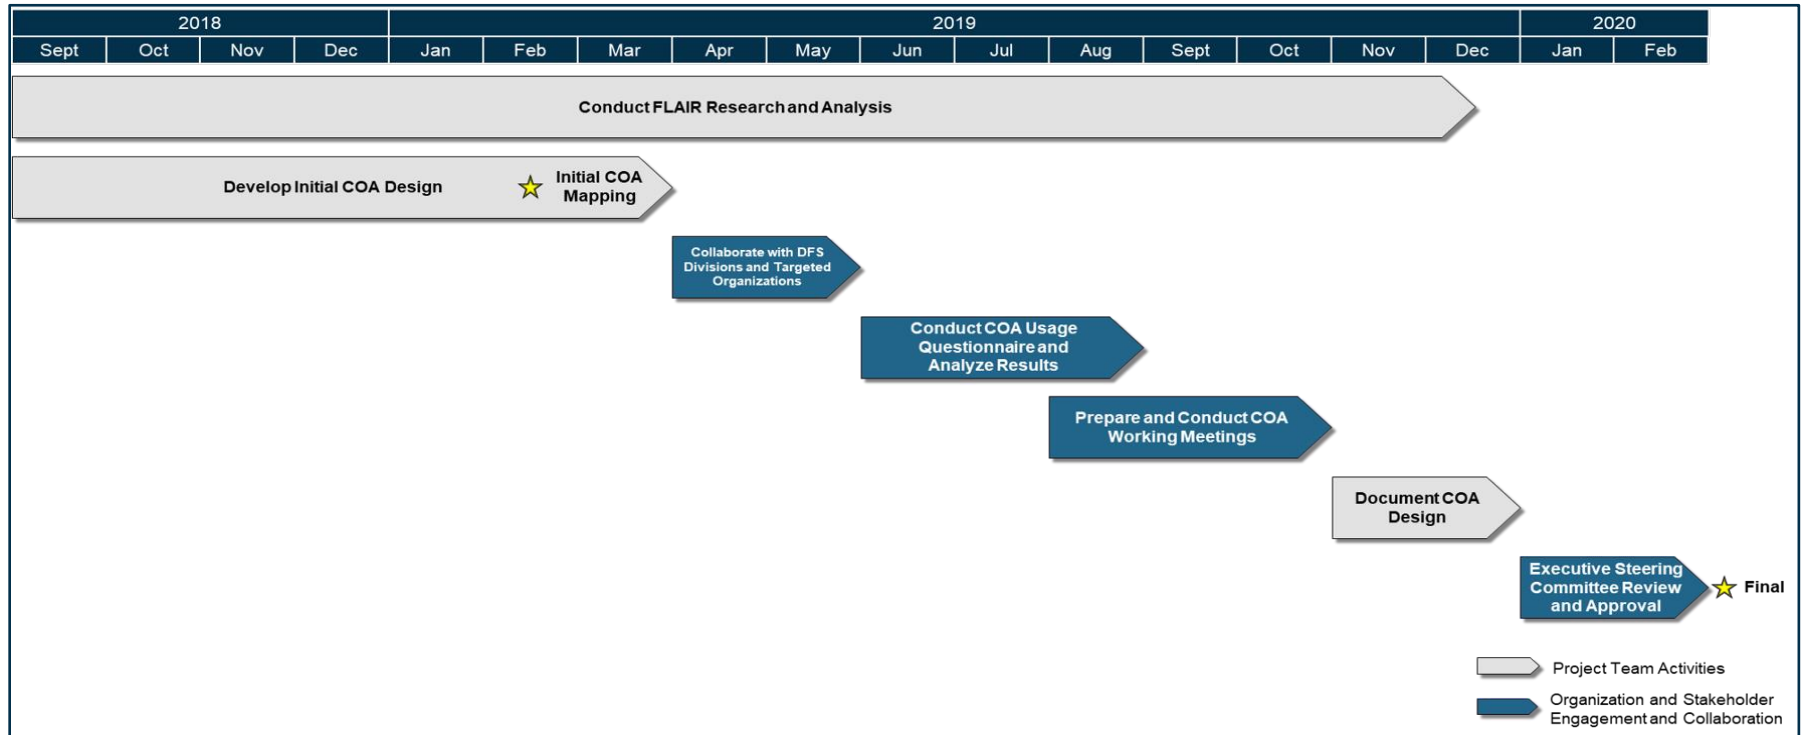 2018 2019 2020
Sept Oct Nov Dec Jan Feb Mar Apr May Jun Jul Aug Sept Oct Nov Dec Jan Feb
Conduct FLAIR Research and Analysis
Develop Initial COA Design
Initial COA
Mapping
Collaborate with DFS
Divisions and Targeted
Organizations
Conduct COA Usage
Questionnaire and
Analyze Results
Prepare and Conduct COA
Working Meetings
Document COA
Design
Executive Steering
Committee Review
and Approval
Final
Project Team Activities
Organization and Stakeholder
Engagement and Collaboration